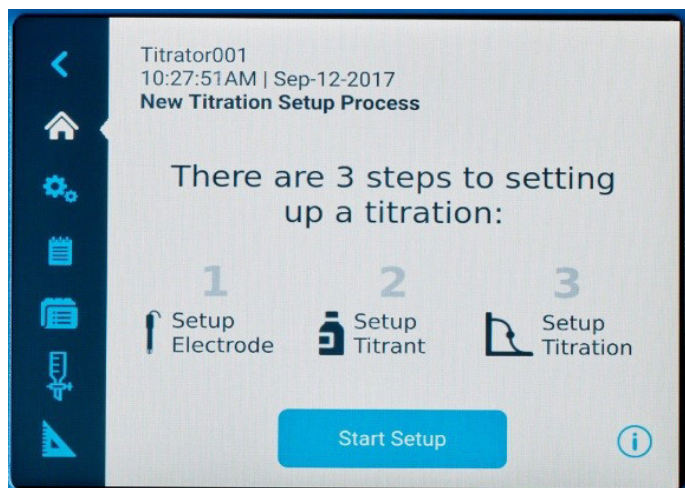 Titrator001
10:27:51AM | Sep-12-2017
New Titration Setup Process
There are 3 steps to setting
up a titration:
1
Setup
Electrode
2
Setup
Titrant
3
Setup
Titration
Start Setup
i